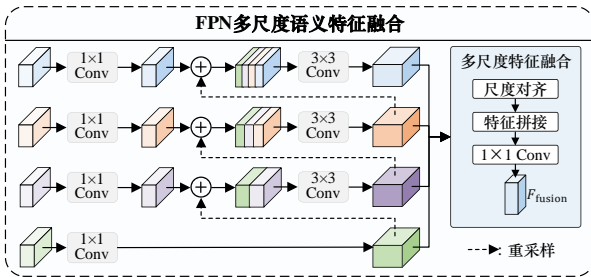 FPN多尺度语义特征融合
1×1
Conv
3×3
Conv
1×1
Conv
3×3
Conv
1×1
Conv
3×3
Conv
1×1
Conv
多尺度特征融合
尺度对齐
特征拼接
1×1 Conv
F_fusion
: 重采样